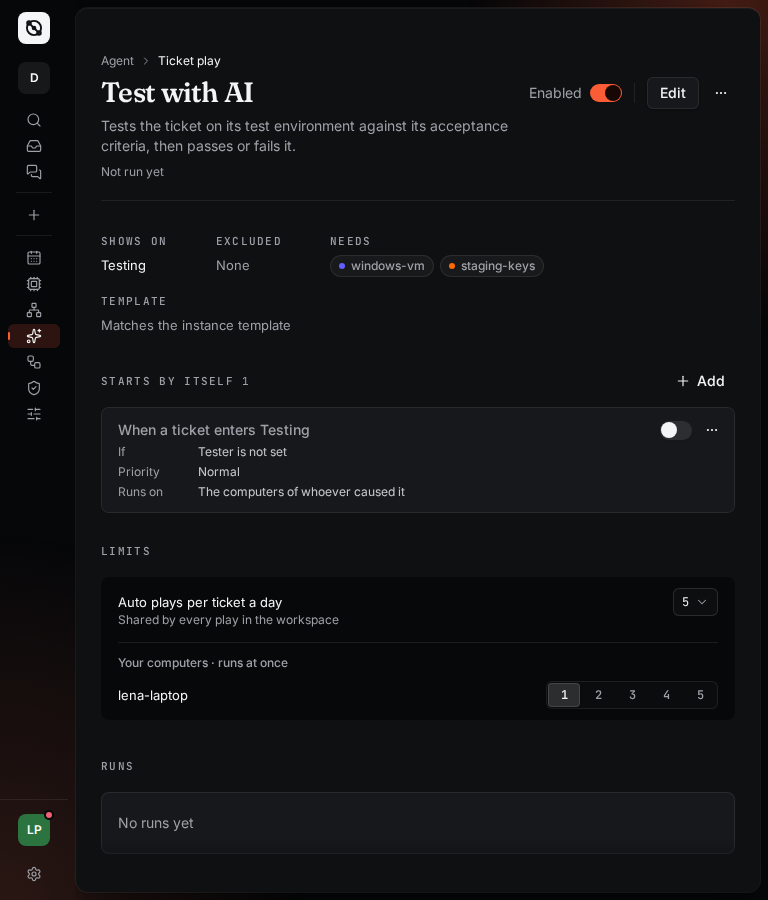 D
Agent > Ticket play
Test with AI
Enabled
Edit
Tests the ticket on its test environment against its acceptance
criteria, then passes or fails it.
Not run yet
SHOWS ON
Testing
EXCLUDED
None
NEEDS
windows-vm
staging-keys
TEMPLATE
Matches the instance template
STARTS BY ITSELF 1
Add
When a ticket enters Testing
If Tester is not set
Priority Normal
Runs on The computers of whoever caused it
LIMITS
Auto plays per ticket a day
5
Shared by every play in the workspace
Your computers · runs at once
lena-laptop
1 2 3 4 5
RUNS
No runs yet
LP